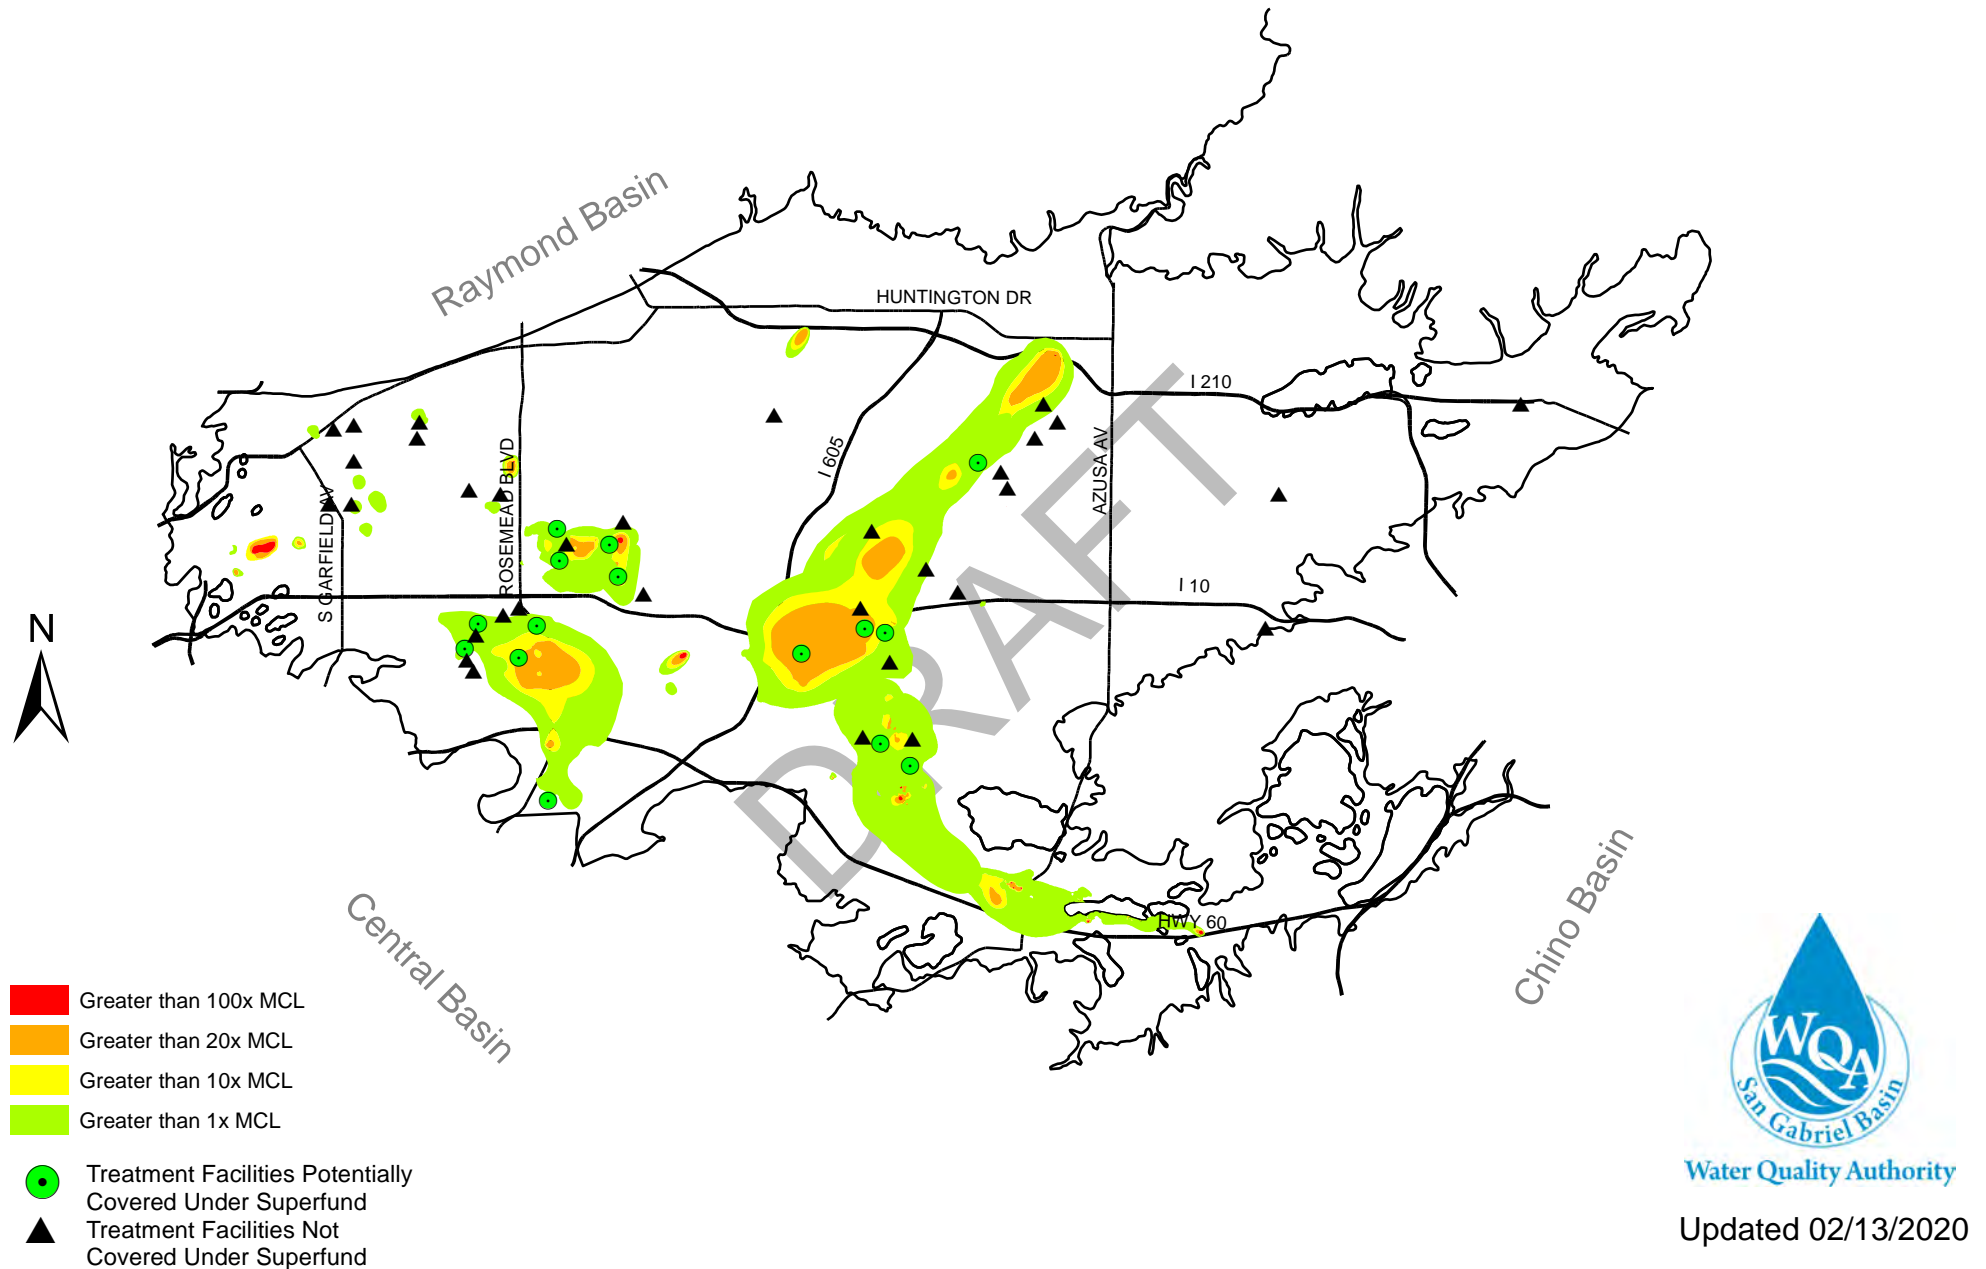 Raymond Basin
HUNTINGTON DR
I 210
I 605
ROSEMEAD BLVD
AZUSA AV
S GARFIELD AV
I 10
DRAFT
N
HWY 60
Central Basin
Chino Basin
Greater than 100x MCL
Greater than 20x MCL
Greater than 10x MCL
Greater than 1x MCL
Treatment Facilities Potentially
Covered Under Superfund
Treatment Facilities Not
Covered Under Superfund
WQA
San Gabriel Basin
Water Quality Authority
Updated 02/13/2020